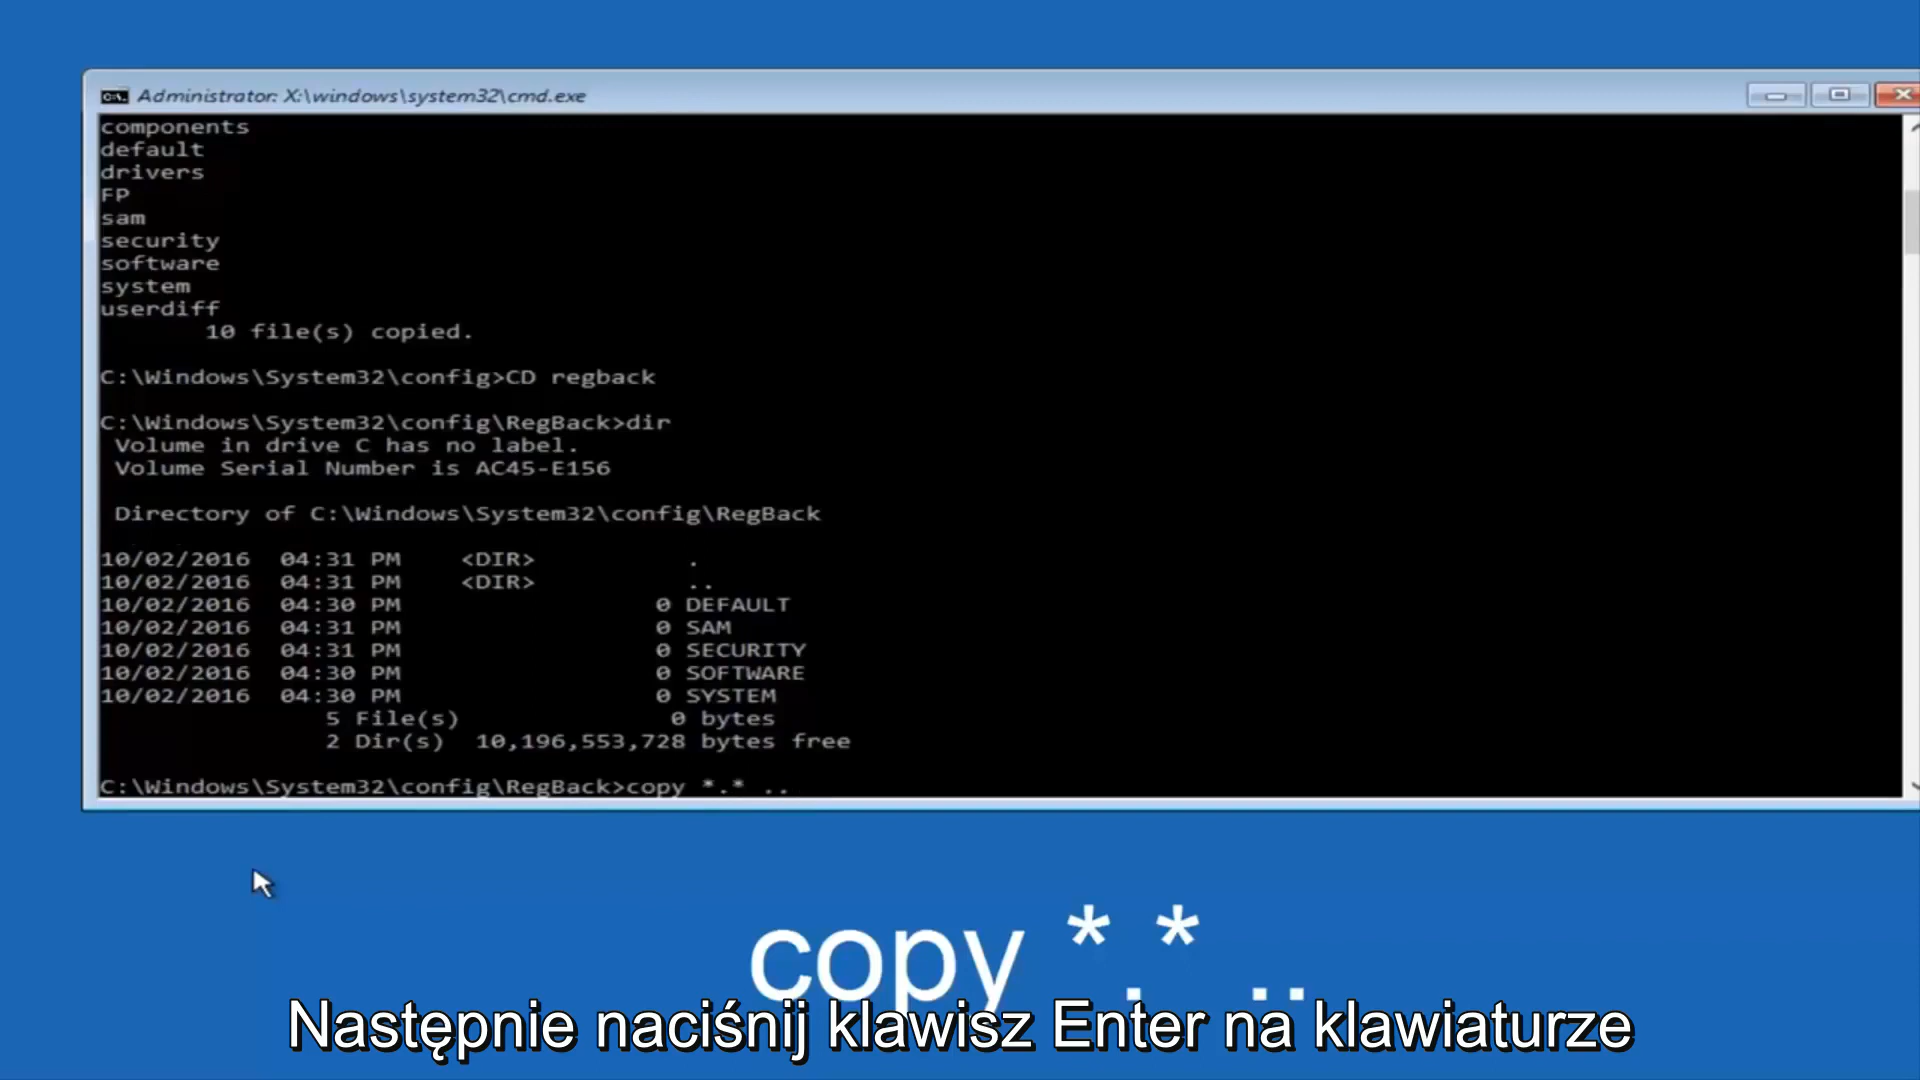 Administrator: X:\windows\system32\cmd.exe
components
default
drivers
FP
sam
security
software
system
userdiff
10 file(s) copied.
C:\Windows\System32\config>CD regback
C:\Windows\System32\config\RegBack>dir
Volume in drive C has no label.
Volume Serial Number is AC45-E156
Directory of C:\Windows\System32\config\RegBack
10/02/2016 04:31 PM <DIR> .
10/02/2016 04:31 PM <DIR> ..
10/02/2016 04:30 PM 0 DEFAULT
10/02/2016 04:31 PM 0 SAM
10/02/2016 04:31 PM 0 SECURITY
10/02/2016 04:30 PM 0 SOFTWARE
10/02/2016 04:30 PM 0 SYSTEM
5 File(s) 0 bytes
2 Dir(s) 10,196,553,728 bytes free
C:\Windows\System32\config\RegBack>copy *.* ..
copy *.* ..
Następnie naciśnij klawisz Enter na klawiaturze